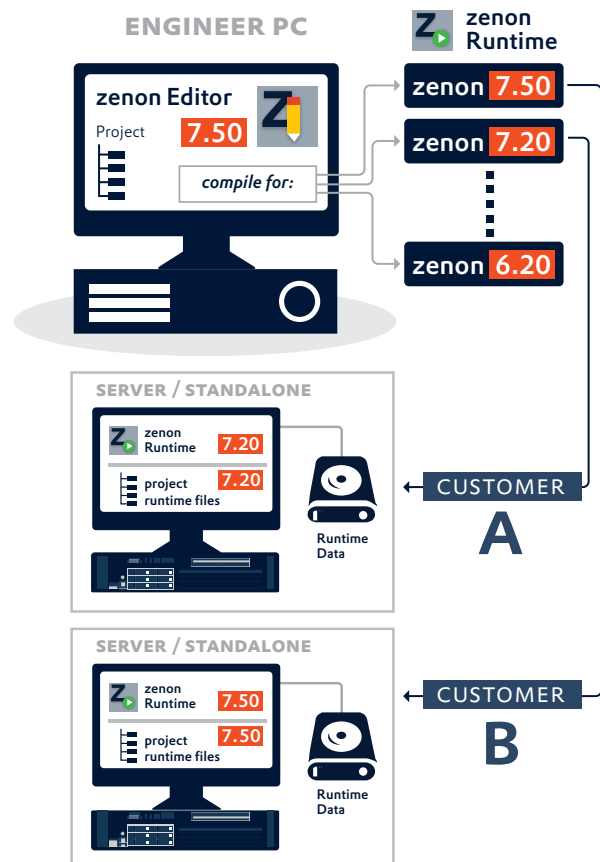 ENGINEER PC
zenon
Runtime
zenon Editor
Project
7.50
compile for:
zenon 7.50
zenon 7.20
zenon 6.20
SERVER / STANDALONE
zenon
Runtime
7.20
project
runtime files
7.20
Runtime
Data
CUSTOMER
A
SERVER / STANDALONE
zenon
Runtime
7.50
project
runtime files
7.50
Runtime
Data
CUSTOMER
B